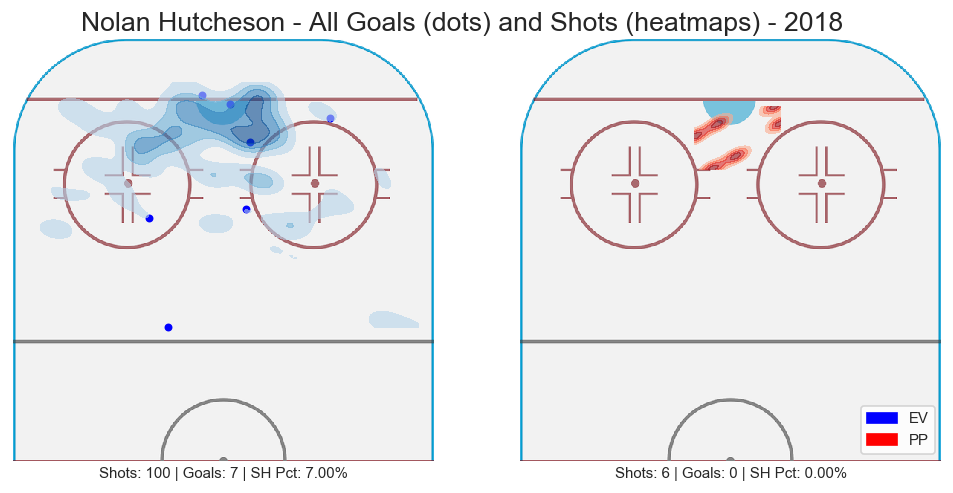 Nolan Hutcheson - All Goals (dots) and Shots (heatmaps) - 2018
EV
PP
Shots: 100 | Goals: 7 | SH Pct: 7.00%
Shots: 6 | Goals: 0 | SH Pct: 0.00%